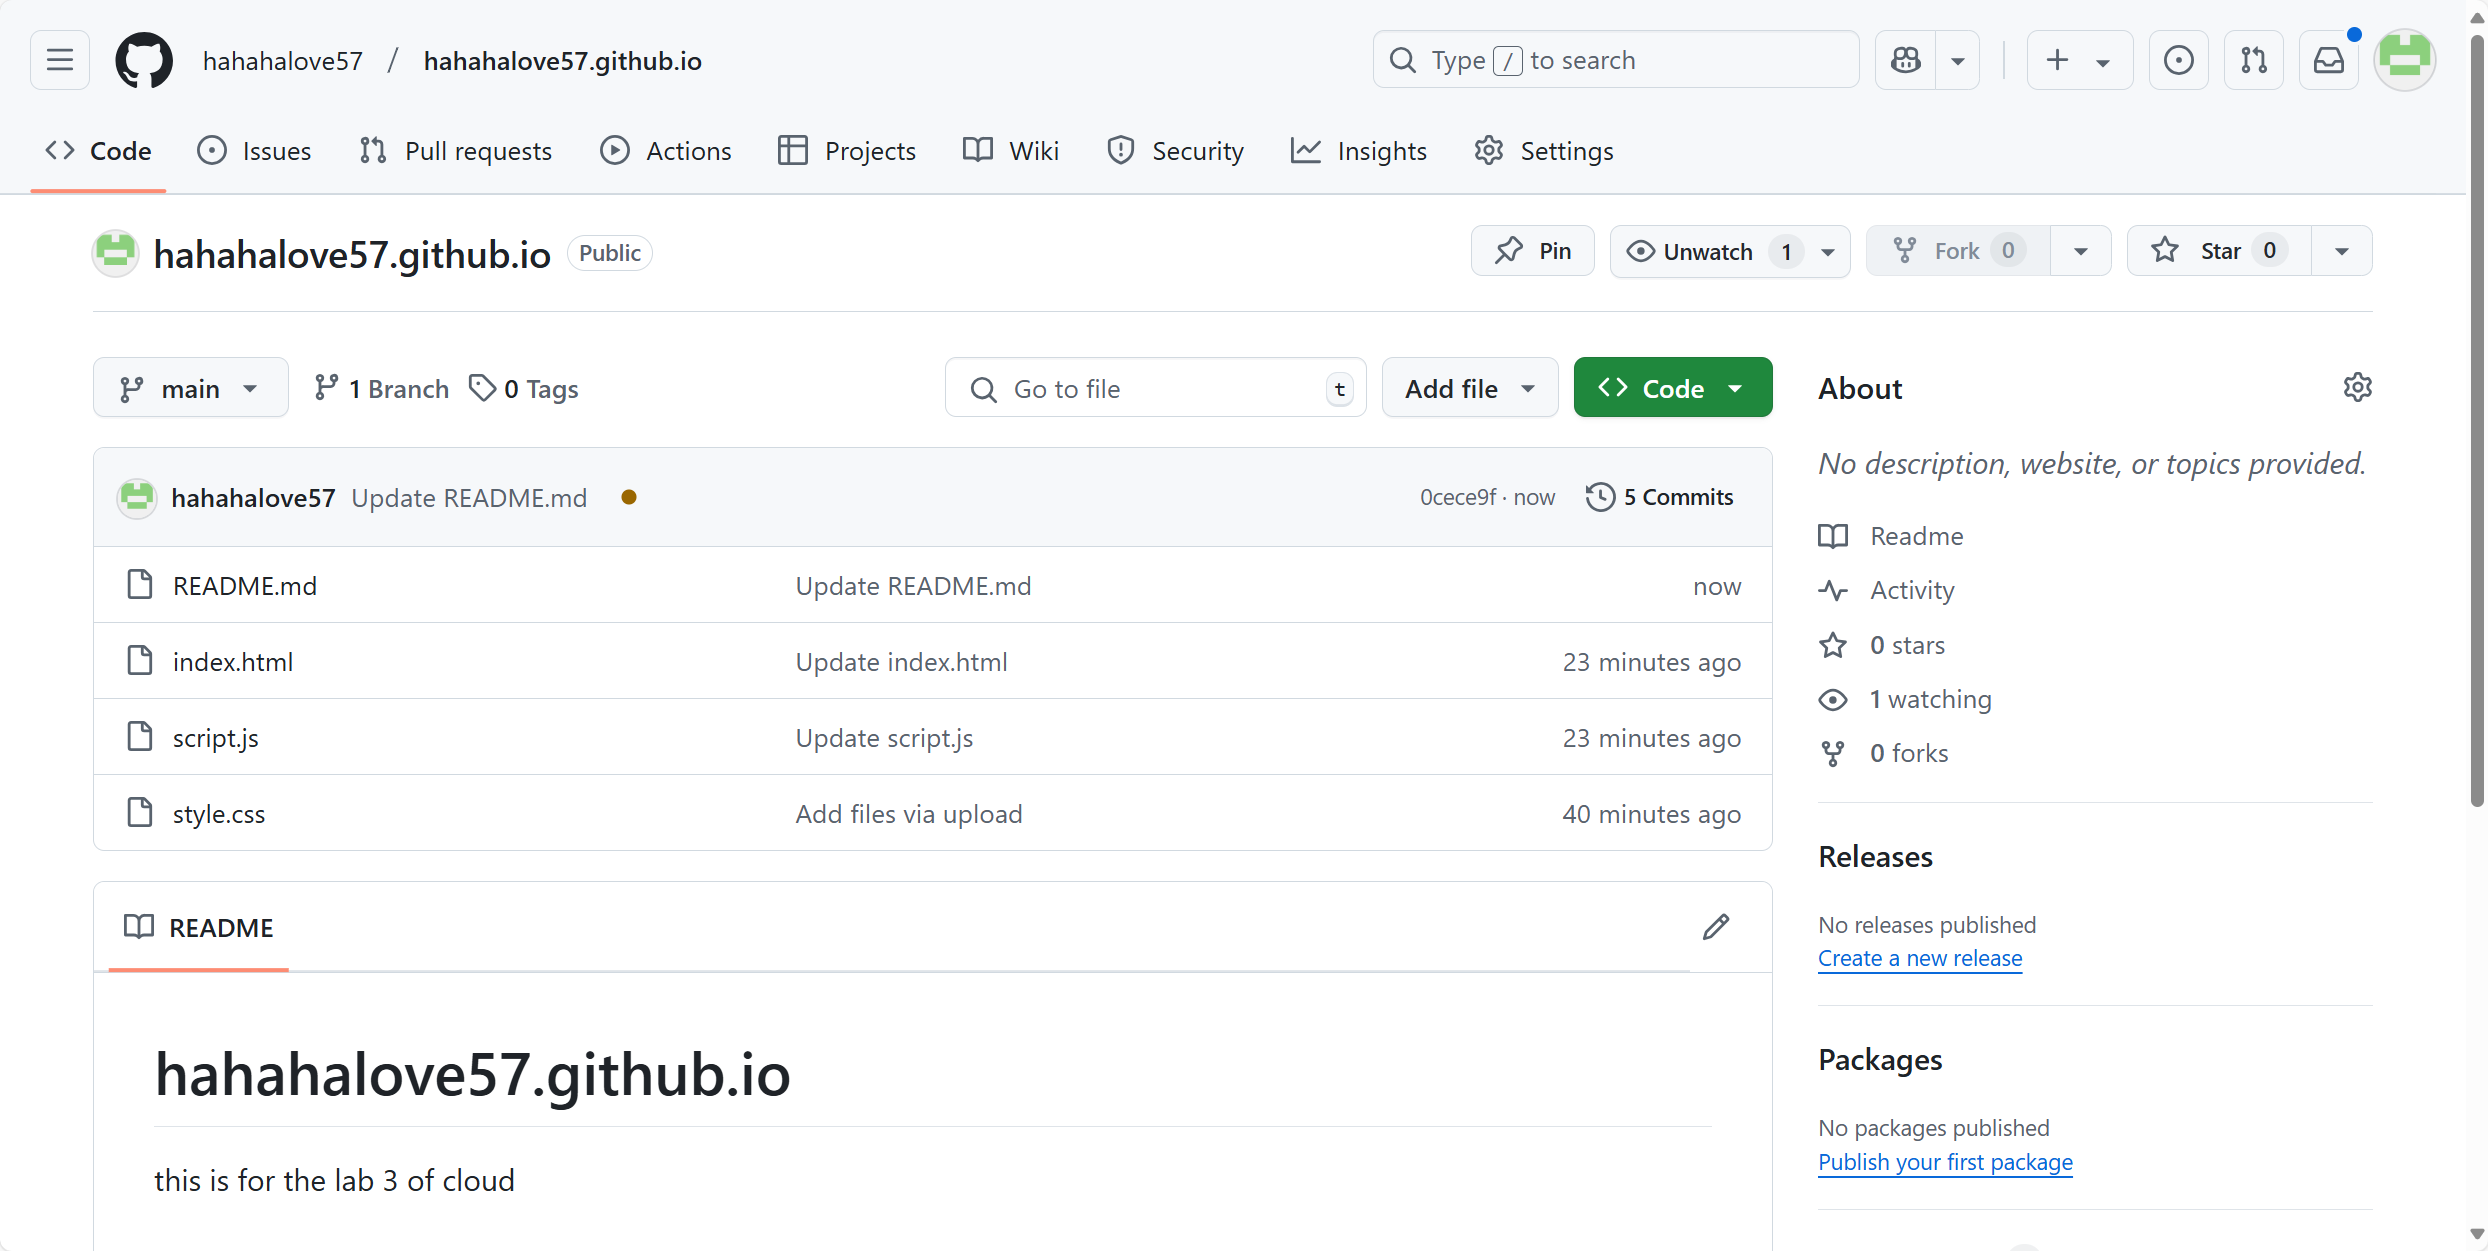 hahahalove57 / hahahalove57.github.io
Type / to search
Code Issues Pull requests Actions Projects Wiki Security Insights Settings
hahahalove57.github.io Public
Pin Unwatch 1 Fork 0 Star 0
main 1 Branch 0 Tags
Go to file t Add file Code
hahahalove57 Update README.md 0cece9f · now 5 Commits
README.md Update README.md now
index.html Update index.html 23 minutes ago
script.js Update script.js 23 minutes ago
style.css Add files via upload 40 minutes ago
README
hahahalove57.github.io
this is for the lab 3 of cloud
About
No description, website, or topics provided.
Readme
Activity
0 stars
1 watching
0 forks
Releases
No releases published
Create a new release
Packages
No packages published
Publish your first package